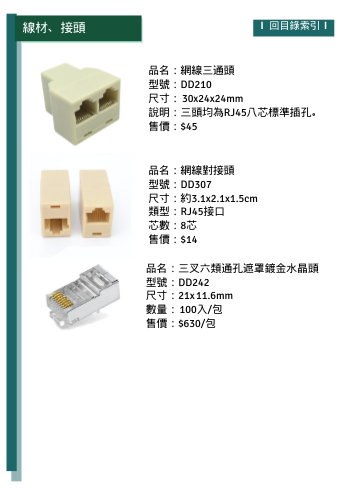 線材、接頭
I 回目錄索引 I
品名：網線三通頭
型號：DD210
尺寸： 30x24x24mm
說明：三頭均為RJ45八芯標準插孔。
售價：$45
品名：網線對接頭
型號：DD307
尺寸：約3.1x2.1x1.5cm
類型：RJ45接口
芯數：8芯
售價：$14
品名：三叉六類通孔遮罩鍍金水晶頭
型號：DD242
尺寸：21x11.6mm
數量： 100入/包
售價：$630/包